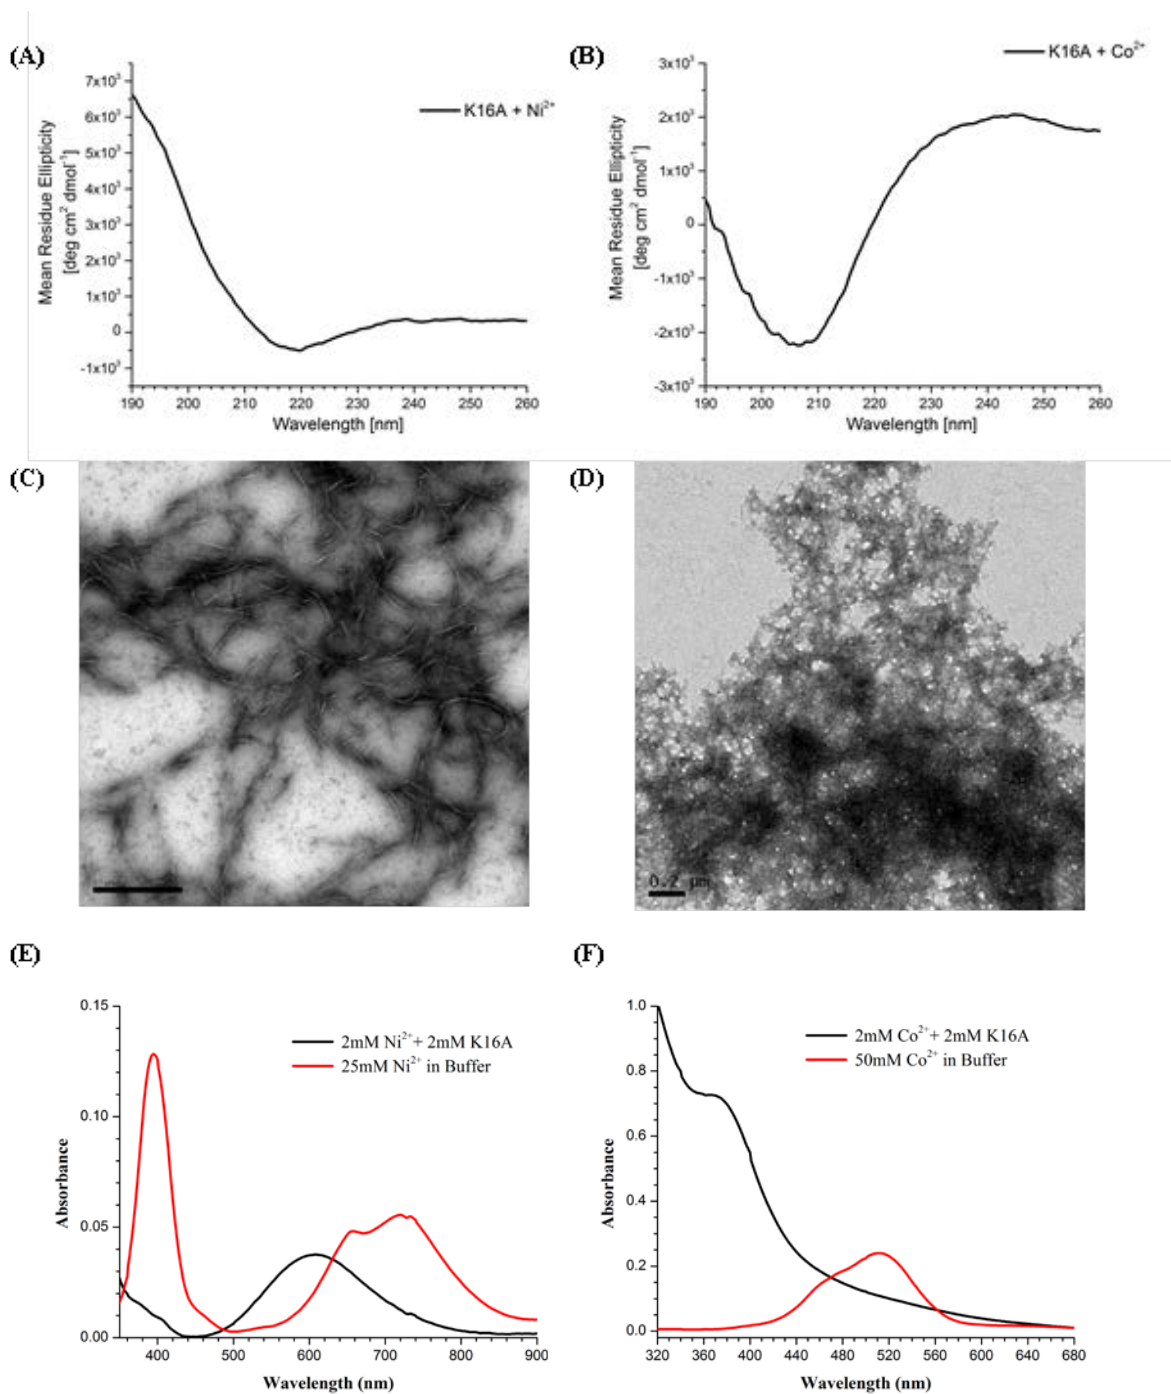 (A)
K16A + Ni²⁺
Mean Residue Ellipticity
[deg cm² dmol⁻¹]
7x10³
6x10³
5x10³
4x10³
3x10³
2x10³
1x10³
0
-1x10³
190 200 210 220 230 240 250 260
Wavelength [nm]
(B)
K16A + Co²⁺
Mean Residue Ellipticity
[deg cm² dmol⁻¹]
3x10³
2x10³
1x10³
0
-1x10³
-2x10³
-3x10³
190 200 210 220 230 240 250 260
Wavelength [nm]
(C)
(D)
0.2 µm
(E)
2mM Ni²⁺ + 2mM K16A
25mM Ni²⁺ in Buffer
Absorbance
0.15
0.10
0.05
0.00
400 500 600 700 800 900
Wavelength (nm)
(F)
2mM Co²⁺ + 2mM K16A
50mM Co²⁺ in Buffer
Absorbance
1.0
0.8
0.6
0.4
0.2
0.0
320 360 400 440 480 520 560 600 640 680
Wavelength (nm)